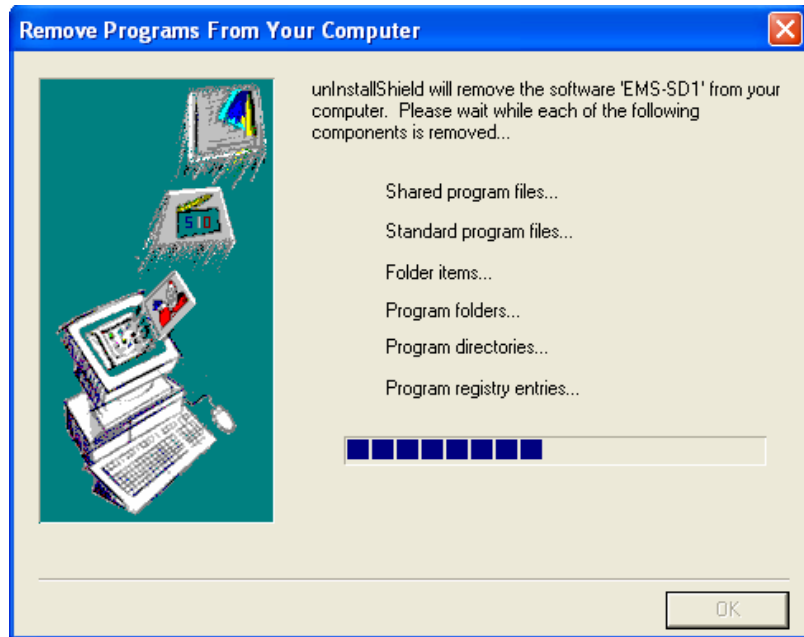 Remove Programs From Your Computer
unInstallShield will remove the software 'EMS-SD1' from your
computer.  Please wait while each of the following
components is removed...
Shared program files...
Standard program files...
Folder items...
Program folders...
Program directories...
Program registry entries...
OK